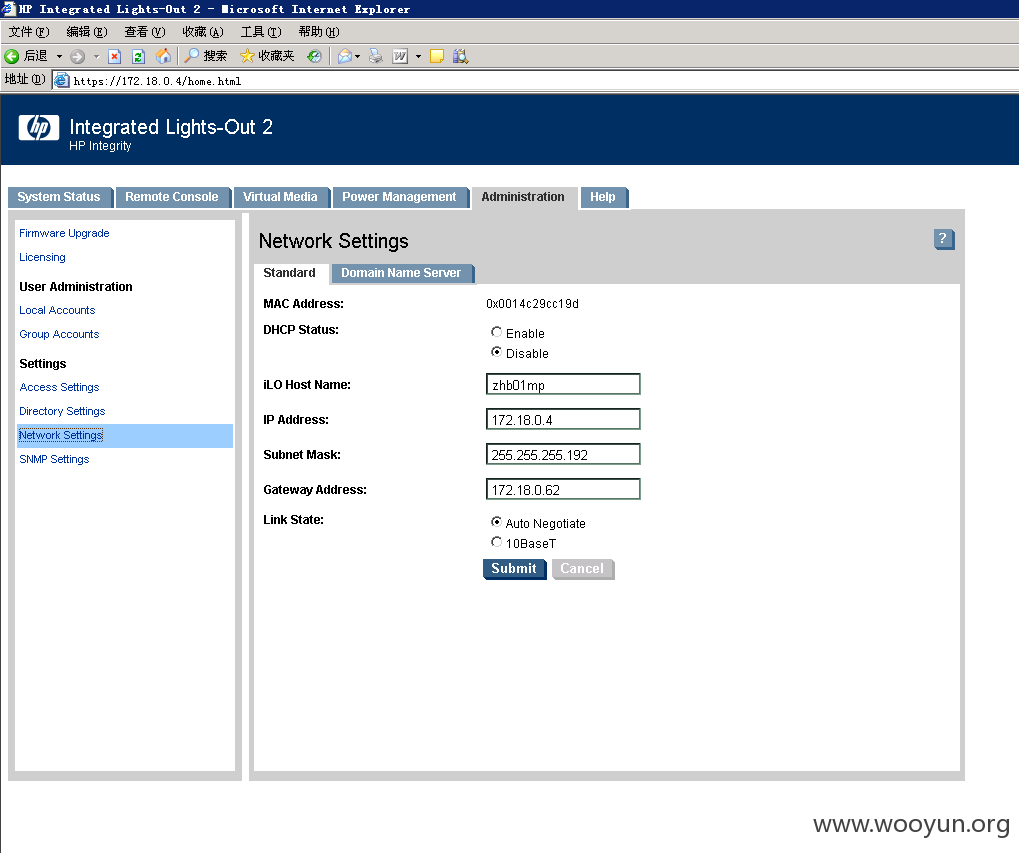 HP Integrated Lights-Out 2 - Microsoft Internet Explorer
文件(F) 编辑(E) 查看(V) 收藏(A) 工具(T) 帮助(H)
后退 搜索 收藏夹
地址(D) https://172.18.0.4/home.html
hp Integrated Lights-Out 2
HP Integrity
System Status Remote Console Virtual Media Power Management Administration Help
Firmware Upgrade
Licensing
User Administration
Local Accounts
Group Accounts
Settings
Access Settings
Directory Settings
Network Settings
SNMP Settings
Network Settings ?
Standard Domain Name Server
MAC Address: 0x0014c29cc19d
DHCP Status: Enable
Disable
iLO Host Name: zhb01mp
IP Address: 172.18.0.4
Subnet Mask: 255.255.255.192
Gateway Address: 172.18.0.62
Link State: Auto Negotiate
10BaseT
Submit Cancel
www.wooyun.org